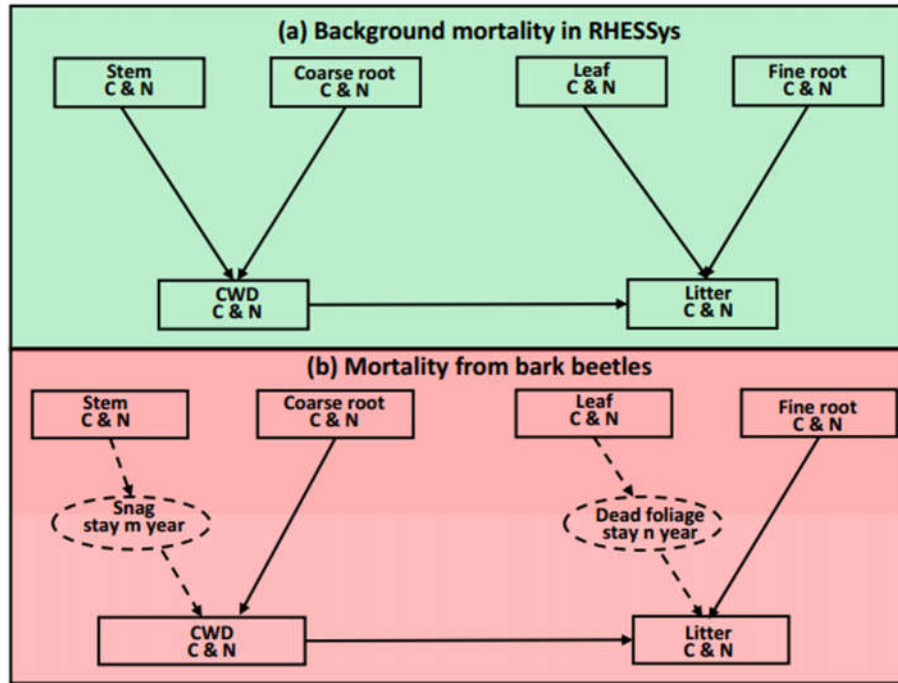 (a) Background mortality in RHESSys
Stem
C & N
Coarse root
C & N
Leaf
C & N
Fine root
C & N
CWD
C & N
Litter
C & N
(b) Mortality from bark beetles
Stem
C & N
Coarse root
C & N
Leaf
C & N
Fine root
C & N
Snag
stay m year
Dead foliage
stay n year
CWD
C & N
Litter
C & N